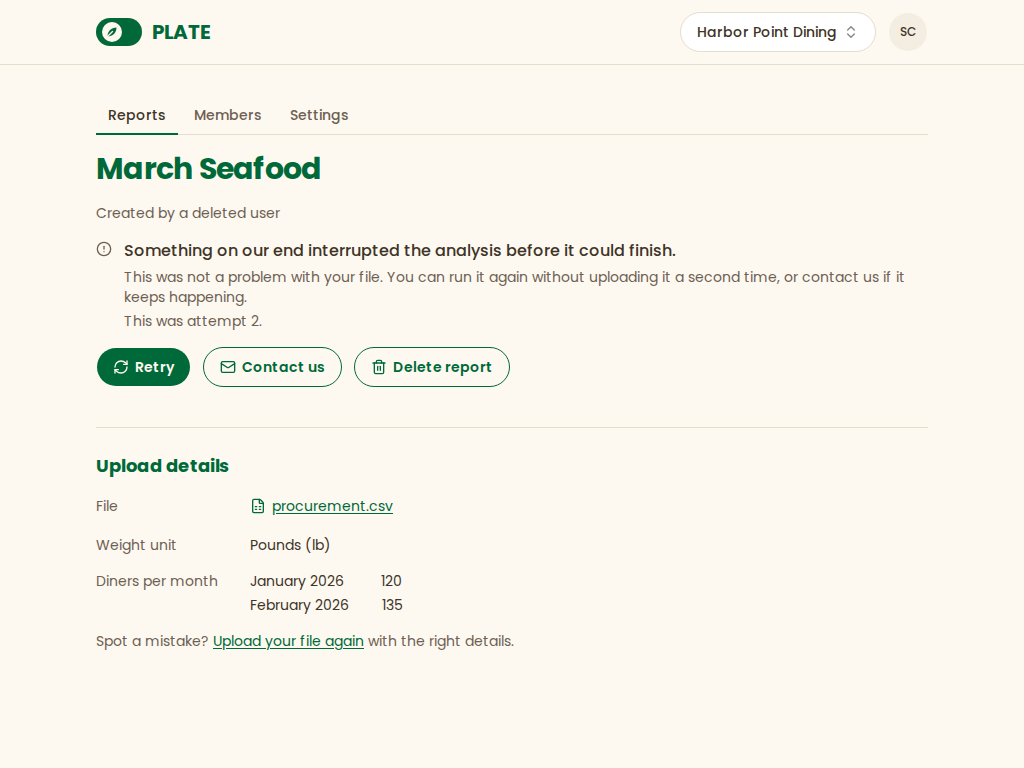 PLATE
Harbor Point Dining
SC
Reports
Members
Settings
March Seafood
Created by a deleted user
Something on our end interrupted the analysis before it could finish.
This was not a problem with your file. You can run it again without uploading it a second time, or contact us if it
keeps happening.
This was attempt 2.
Retry
Contact us
Delete report
Upload details
File
procurement.csv
Weight unit
Pounds (lb)
Diners per month
January 2026 120
February 2026 135
Spot a mistake? Upload your file again with the right details.